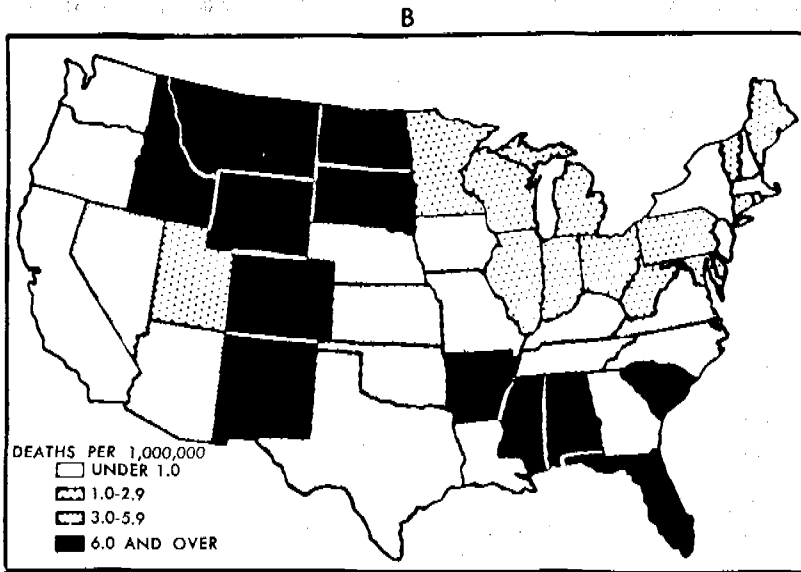 B
DEATHS PER 1,000,000
UNDER 1.0
1.0-2.9
3.0-5.9
6.0 AND OVER